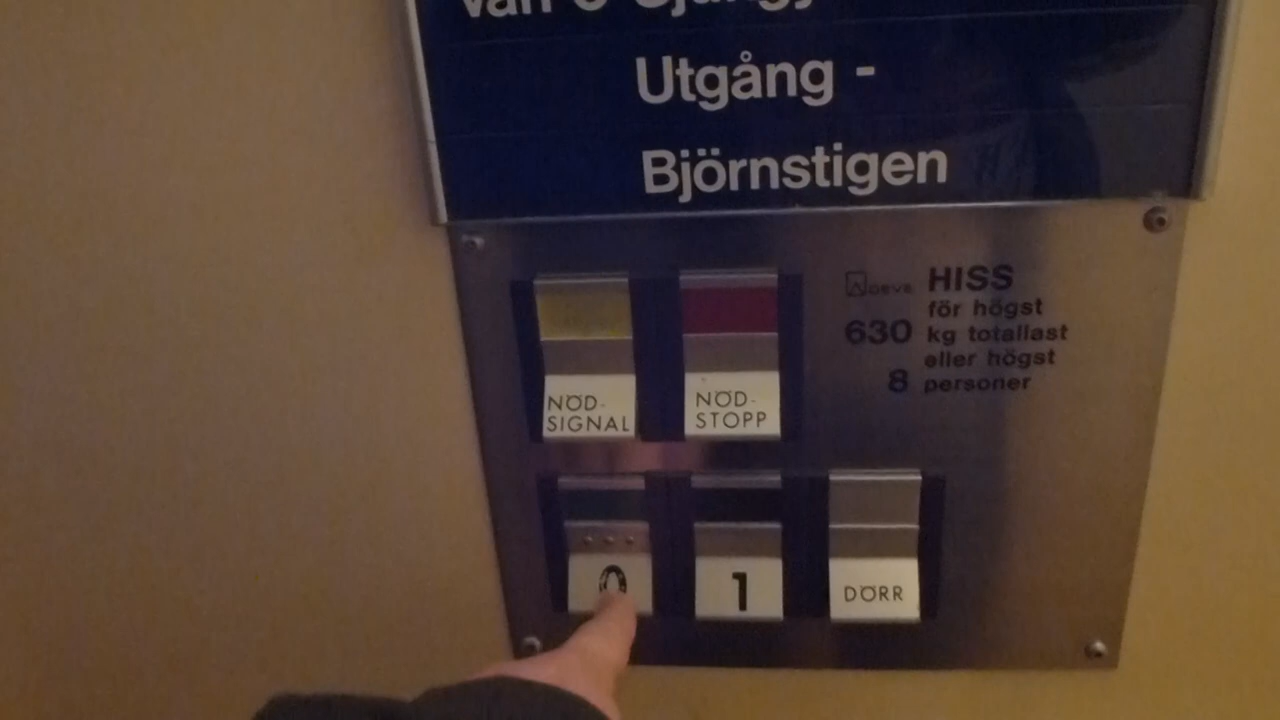 Utgång -
Björnstigen
HISS
för högst
630 kg totallast
eller högst
8 personer
NÖD-
SIGNAL
NÖD-
STOPP
0
1
DÖRR